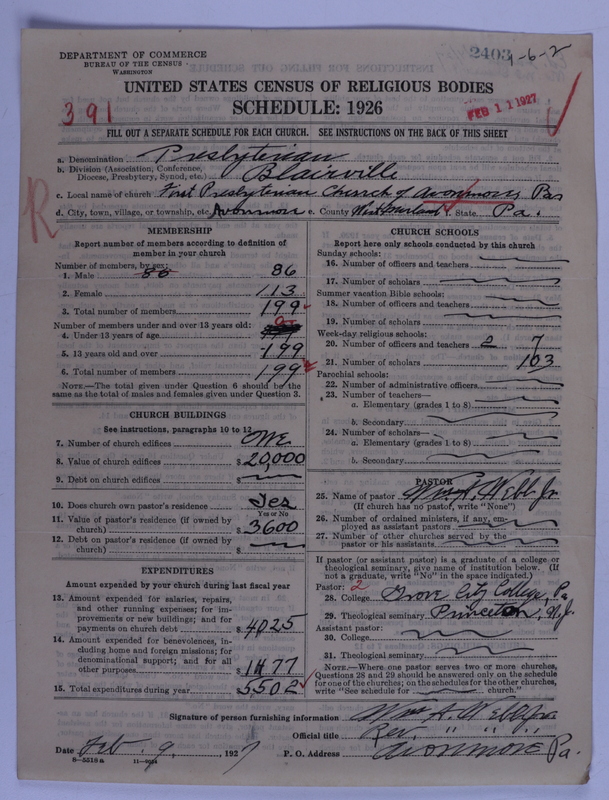 DEPARTMENT OF COMMERCE
BUREAU OF THE CENSUS
WASHINGTON
2403 4-6-2
UNITED STATES CENSUS OF RELIGIOUS BODIES
SCHEDULE: 1926
391
FEB 11 1927
FILL OUT A SEPARATE SCHEDULE FOR EACH CHURCH. SEE INSTRUCTIONS ON THE BACK OF THIS SHEET
a. Denomination Presbyterian
b. Division (Association, Conference, Diocese, Presbytery, Synod, etc.) Blairville
c. Local name of church First Presbyterian Church of Avonmore Pa
d. City, town, village, or township, etc. Avonmore e. County Westmoreland State Pa.
R
MEMBERSHIP
Report number of members according to definition of
member in your church
Number of members, by sex:
1. Male 86
2. Female 113
3. Total number of members 199
Number of members under and over 13 years old:
4. Under 13 years of age 0
5. 13 years old and over 199
6. Total number of members 199
NOTE.—The total given under Question 6 should be the
same as the total of males and females given under Question 3.
CHURCH BUILDINGS
See instructions, paragraphs 10 to 12
7. Number of church edifices One
8. Value of church edifices $ 20,000
9. Debt on church edifices $
10. Does church own pastor's residence Yes
Yes or No
11. Value of pastor's residence (if owned by
church) $ 3600
12. Debt on pastor's residence (if owned by
church) $
EXPENDITURES
Amount expended by your church during last fiscal year
13. Amount expended for salaries, repairs,
and other running expenses; for im-
provements or new buildings; and for
payments on church debt $ 4025
14. Amount expended for benevolences, in-
cluding home and foreign missions; for
denominational support; and for all
other purposes $ 1477
15. Total expenditures during year $ 5502
CHURCH SCHOOLS
Report here only schools conducted by this church
Sunday schools:
16. Number of officers and teachers
17. Number of scholars
Summer vacation Bible schools:
18. Number of officers and teachers
19. Number of scholars
Week-day religious schools:
20. Number of officers and teachers 2 7
21. Number of scholars 103
Parochial schools:
22. Number of administrative officers
23. Number of teachers—
a. Elementary (grades 1 to 8)
b. Secondary
24. Number of scholars—
a. Elementary (grades 1 to 8)
b. Secondary
PASTOR
25. Name of pastor Wm A. Webb Jr
(If church has no pastor, write "None")
26. Number of ordained ministers, if any, em-
ployed as assistant pastors
27. Number of other churches served by the
pastor or his assistants
If pastor (or assistant pastor) is a graduate of a college or
theological seminary, give name of institution below. (If
not a graduate, write "No" in the space indicated.)
Pastor: 2
28. College Grove City College, Pa
29. Theological seminary Princeton, N.J.
Assistant pastor:
30. College
31. Theological seminary
NOTE.—Where one pastor serves two or more churches,
Questions 28 and 29 should be answered only on the schedule
for one of the churches; on the schedules for the other churches,
write "See schedule for church."
Signature of person furnishing information Wm A. Webb Jr.
Official title Rev. " " "
Date Feb. 9, 1927 P. O. Address Avonmore Pa.
8—5516a 11—9014